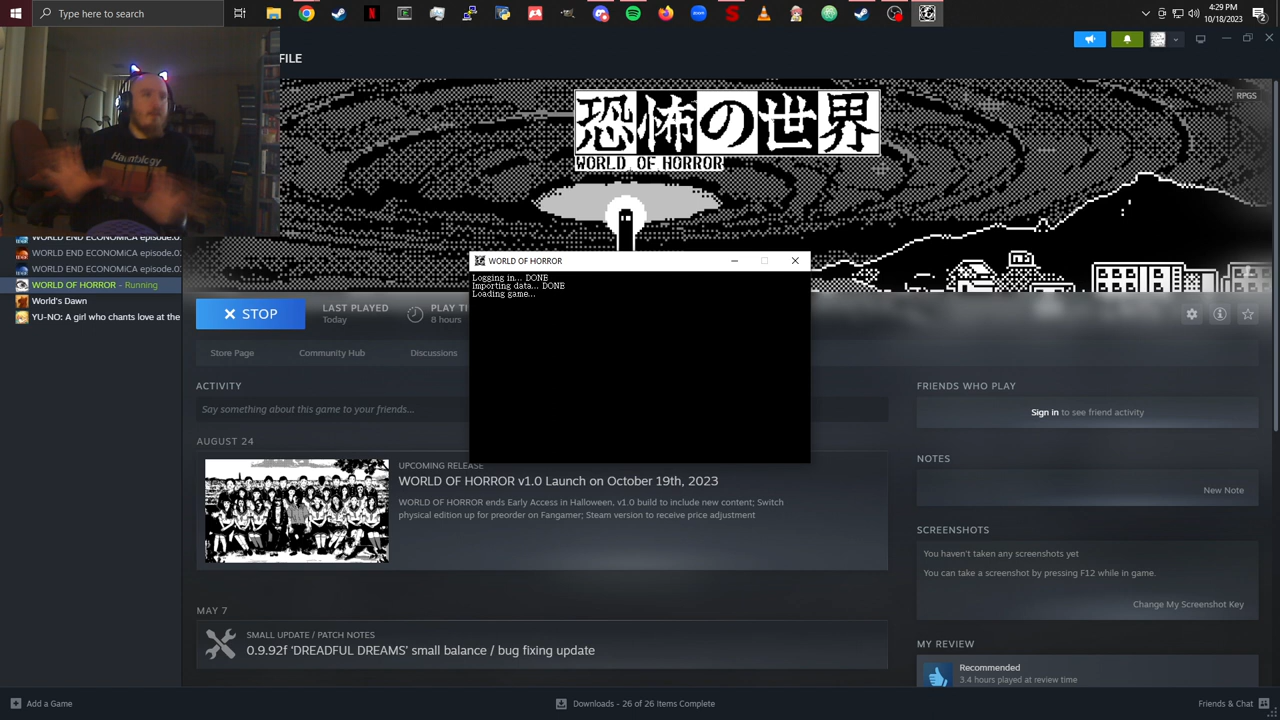 Type here to search
4:29 PM
10/18/2023
FILE
RPGS
恐怖の世界
WORLD OF HORROR
Hauntology
WORLD END ECONOMiCA episode.0
WORLD END ECONOMiCA episode.02
WORLD END ECONOMiCA episode.03
WORLD OF HORROR - Running
World's Dawn
YU-NO: A girl who chants love at the
WORLD OF HORROR
Logging in... DONE
Importing data... DONE
Loading game...
STOP
LAST PLAYED
Today
PLAY TI
8 hours
Store Page
Community Hub
Discussions
ACTIVITY
Say something about this game to your friends...
AUGUST 24
UPCOMING RELEASE
WORLD OF HORROR v1.0 Launch on October 19th, 2023
WORLD OF HORROR ends Early Access in Halloween, v1.0 build to include new content; Switch
physical edition up for preorder on Fangamer; Steam version to receive price adjustment
MAY 7
SMALL UPDATE / PATCH NOTES
0.9.92f ‘DREADFUL DREAMS’ small balance / bug fixing update
FRIENDS WHO PLAY
Sign in to see friend activity
NOTES
New Note
SCREENSHOTS
You haven't taken any screenshots yet
You can take a screenshot by pressing F12 while in game.
Change My Screenshot Key
MY REVIEW
Recommended
3.4 hours played at review time
Add a Game
Downloads - 26 of 26 Items Complete
Friends & Chat